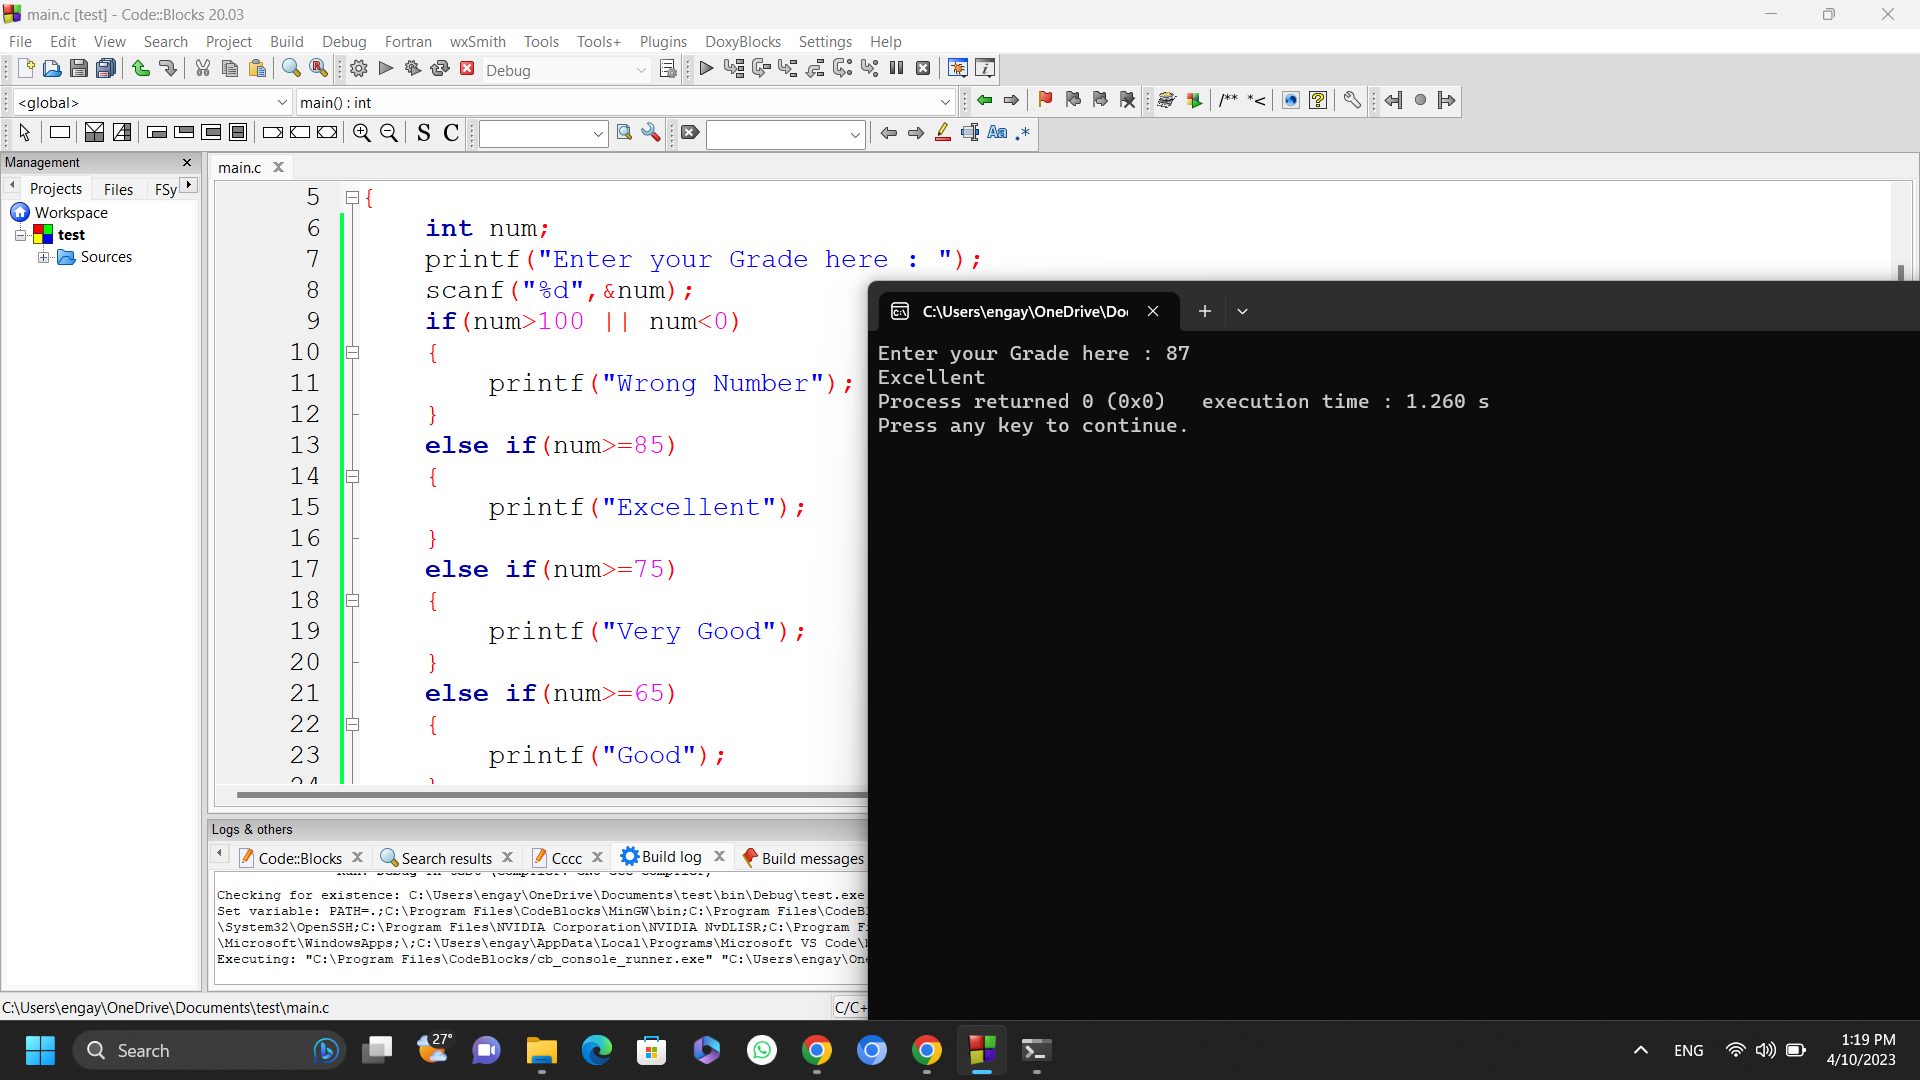 main.c [test] - Code::Blocks 20.03
File Edit View Search Project Build Debug Fortran wxSmith Tools Tools+ Plugins DoxyBlocks Settings Help
Debug
<global> main() : int
/** *<
S C Aa .*
Management
Projects Files FSy
Workspace
test
Sources
main.c
5 {
6 int num;
7 printf("Enter your Grade here : ");
8 scanf("%d",&num);
9 if(num>100 || num<0)
10 {
11 printf("Wrong Number");
12 }
13 else if(num>=85)
14 {
15 printf("Excellent");
16 }
17 else if(num>=75)
18 {
19 printf("Very Good");
20 }
21 else if(num>=65)
22 {
23 printf("Good");
24 }
C:\Users\engay\OneDrive\Do
Enter your Grade here : 87
Excellent
Process returned 0 (0x0) execution time : 1.260 s
Press any key to continue.
Logs & others
Code::Blocks Search results Cccc Build log Build messages
Checking for existence: C:\Users\engay\OneDrive\Documents\test\bin\Debug\test.exe
Set variable: PATH=.;C:\Program Files\CodeBlocks\MinGW\bin;C:\Program Files\CodeBl
\System32\OpenSSH;C:\Program Files\NVIDIA Corporation\NVIDIA NvDLISR;C:\Program F
\Microsoft\WindowsApps;\;C:\Users\engay\AppData\Local\Programs\Microsoft VS Code\
Executing: "C:\Program Files\CodeBlocks/cb_console_runner.exe" "C:\Users\engay\On
C:\Users\engay\OneDrive\Documents\test\main.c C/C+
Search
27°
ENG
1:19 PM
4/10/2023